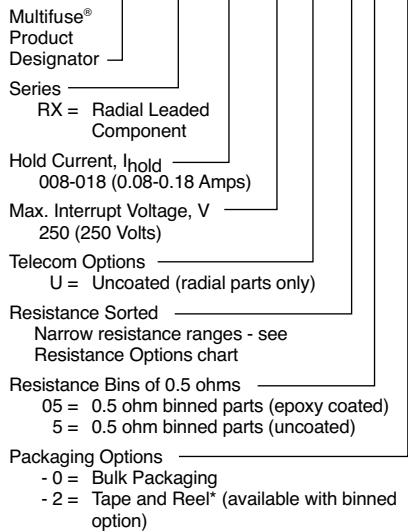 Multifuse®
Product
Designator
Series
RX = Radial Leaded
Component
Hold Current, Ihold
008-018 (0.08-0.18 Amps)
Max. Interrupt Voltage, V
250 (250 Volts)
Telecom Options
U = Uncoated (radial parts only)
Resistance Sorted
Narrow resistance ranges - see
Resistance Options chart
Resistance Bins of 0.5 ohms
05 = 0.5 ohm binned parts (epoxy coated)
5 = 0.5 ohm binned parts (uncoated)
Packaging Options
- 0 = Bulk Packaging
- 2 = Tape and Reel* (available with binned
option)